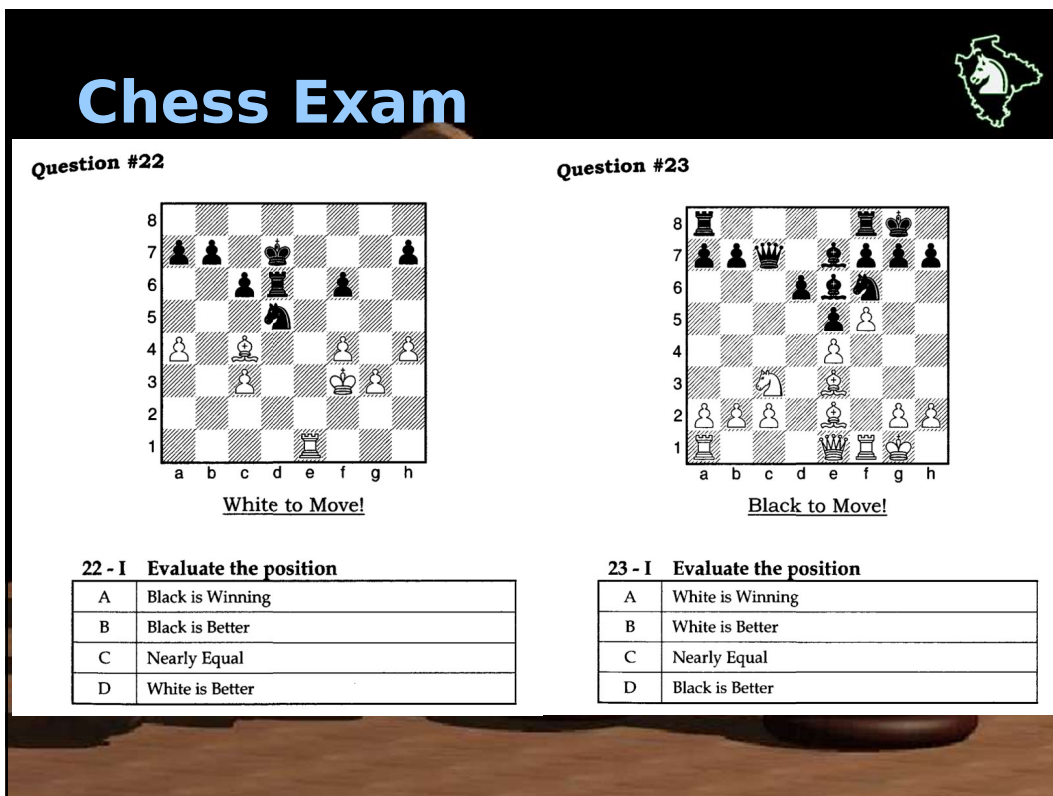 Chess Exam
Question #22
8
7
6
5
4
3
2
1
a b c d e f g h
White to Move!
22 - I Evaluate the position
A Black is Winning
B Black is Better
C Nearly Equal
D White is Better
Question #23
8
7
6
5
4
3
2
1
a b c d e f g h
Black to Move!
23 - I Evaluate the position
A White is Winning
B White is Better
C Nearly Equal
D Black is Better